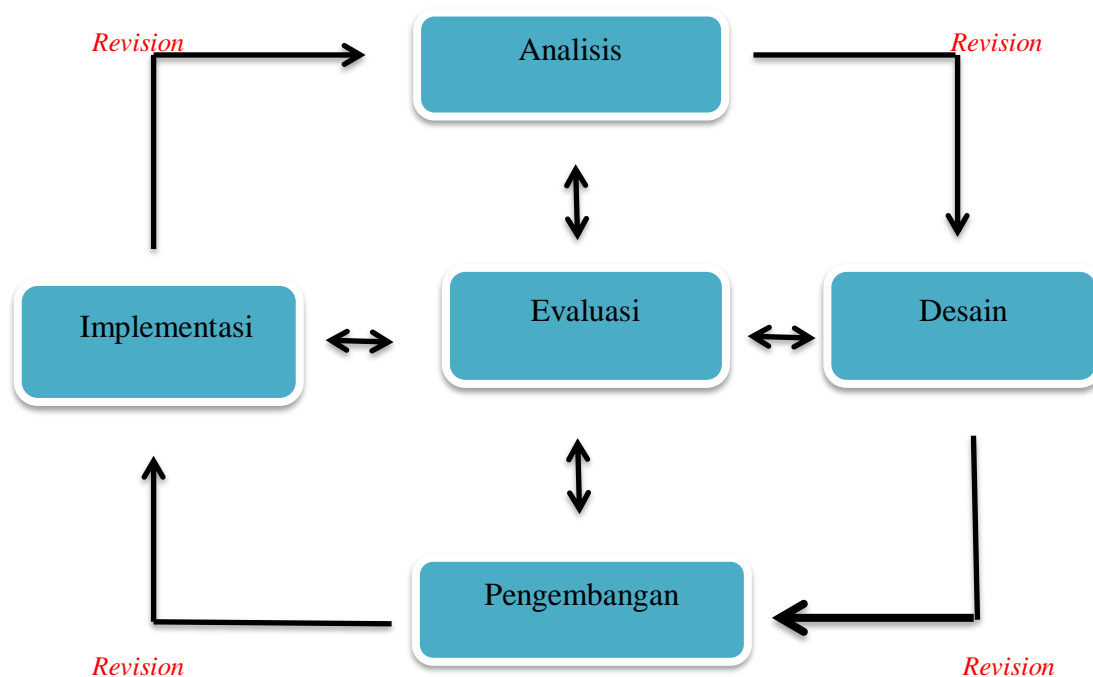 Revision
Analisis
Revision
Implementasi
Evaluasi
Desain
Pengembangan
Revision
Revision